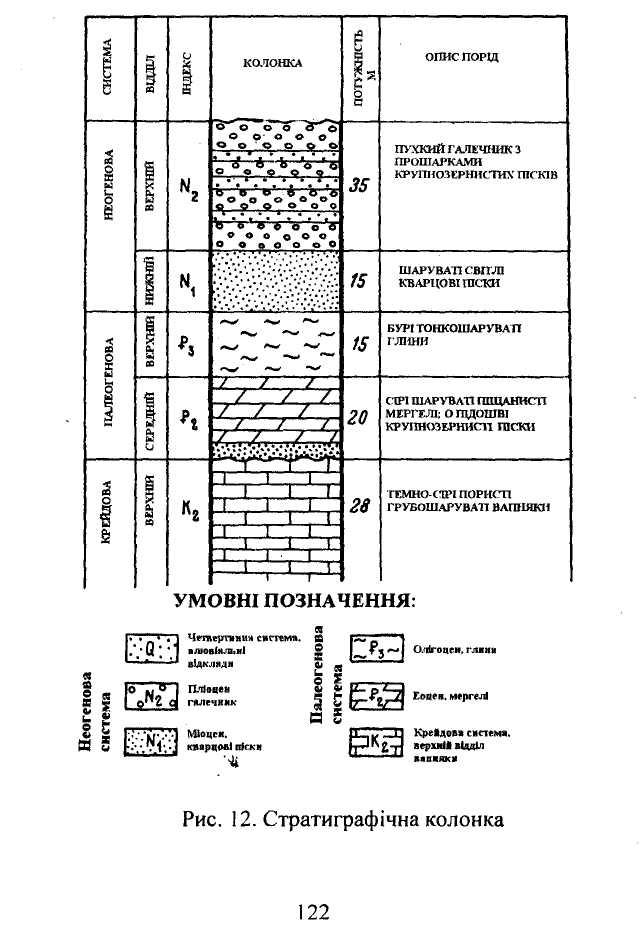 СИСТЕМА
ВІДДІЛ
ІНДЕКС
КОЛОНКА
ПОТУЖНІСТЬ
М
ОПИС ПОРІД
НЕОГЕНОВА
ВЕРХНІЙ
N2
35
ПУХКИЙ ГАЛЕЧНИК З
ПРОШАРКАМИ
КРУПНОЗЕРНИСТИХ ПІСКІВ
НИЖНІЙ
N1
15
ШАРУВАТІ СВІТЛІ
КВАРЦОВІ ПІСКИ
ПАЛЕОГЕНОВА
ВЕРХНІЙ
₽3
15
БУРІ ТОНКОШАРУВАТІ
ГЛИНИ
СЕРЕДНІЙ
₽2
20
СІРІ ШАРУВАТІ ПІЩАНИСТІ
МЕРГЕЛІ; О ПІДОШВІ
КРУПНОЗЕРНИСТІ ПІСКИ
КРЕЙДОВА
ВЕРХНІЙ
K2
28
ТЕМНО-СІРІ ПОРИСТІ
ГРУБОШАРУВАТІ ВАПНЯКИ
УМОВНІ ПОЗНАЧЕННЯ:
Неогенова
система
Q
Четвертинна система,
алювіальні
відклади
N2
Пліоцен
галечник
N1
Міоцен,
кварцові піски
Палеогенова
система
₽3
Олігоцен, глини
₽2
Еоцен, мергелі
K2
Крейдова система,
верхній відділ
вапняки
Рис. 12. Стратиграфічна колонка
122